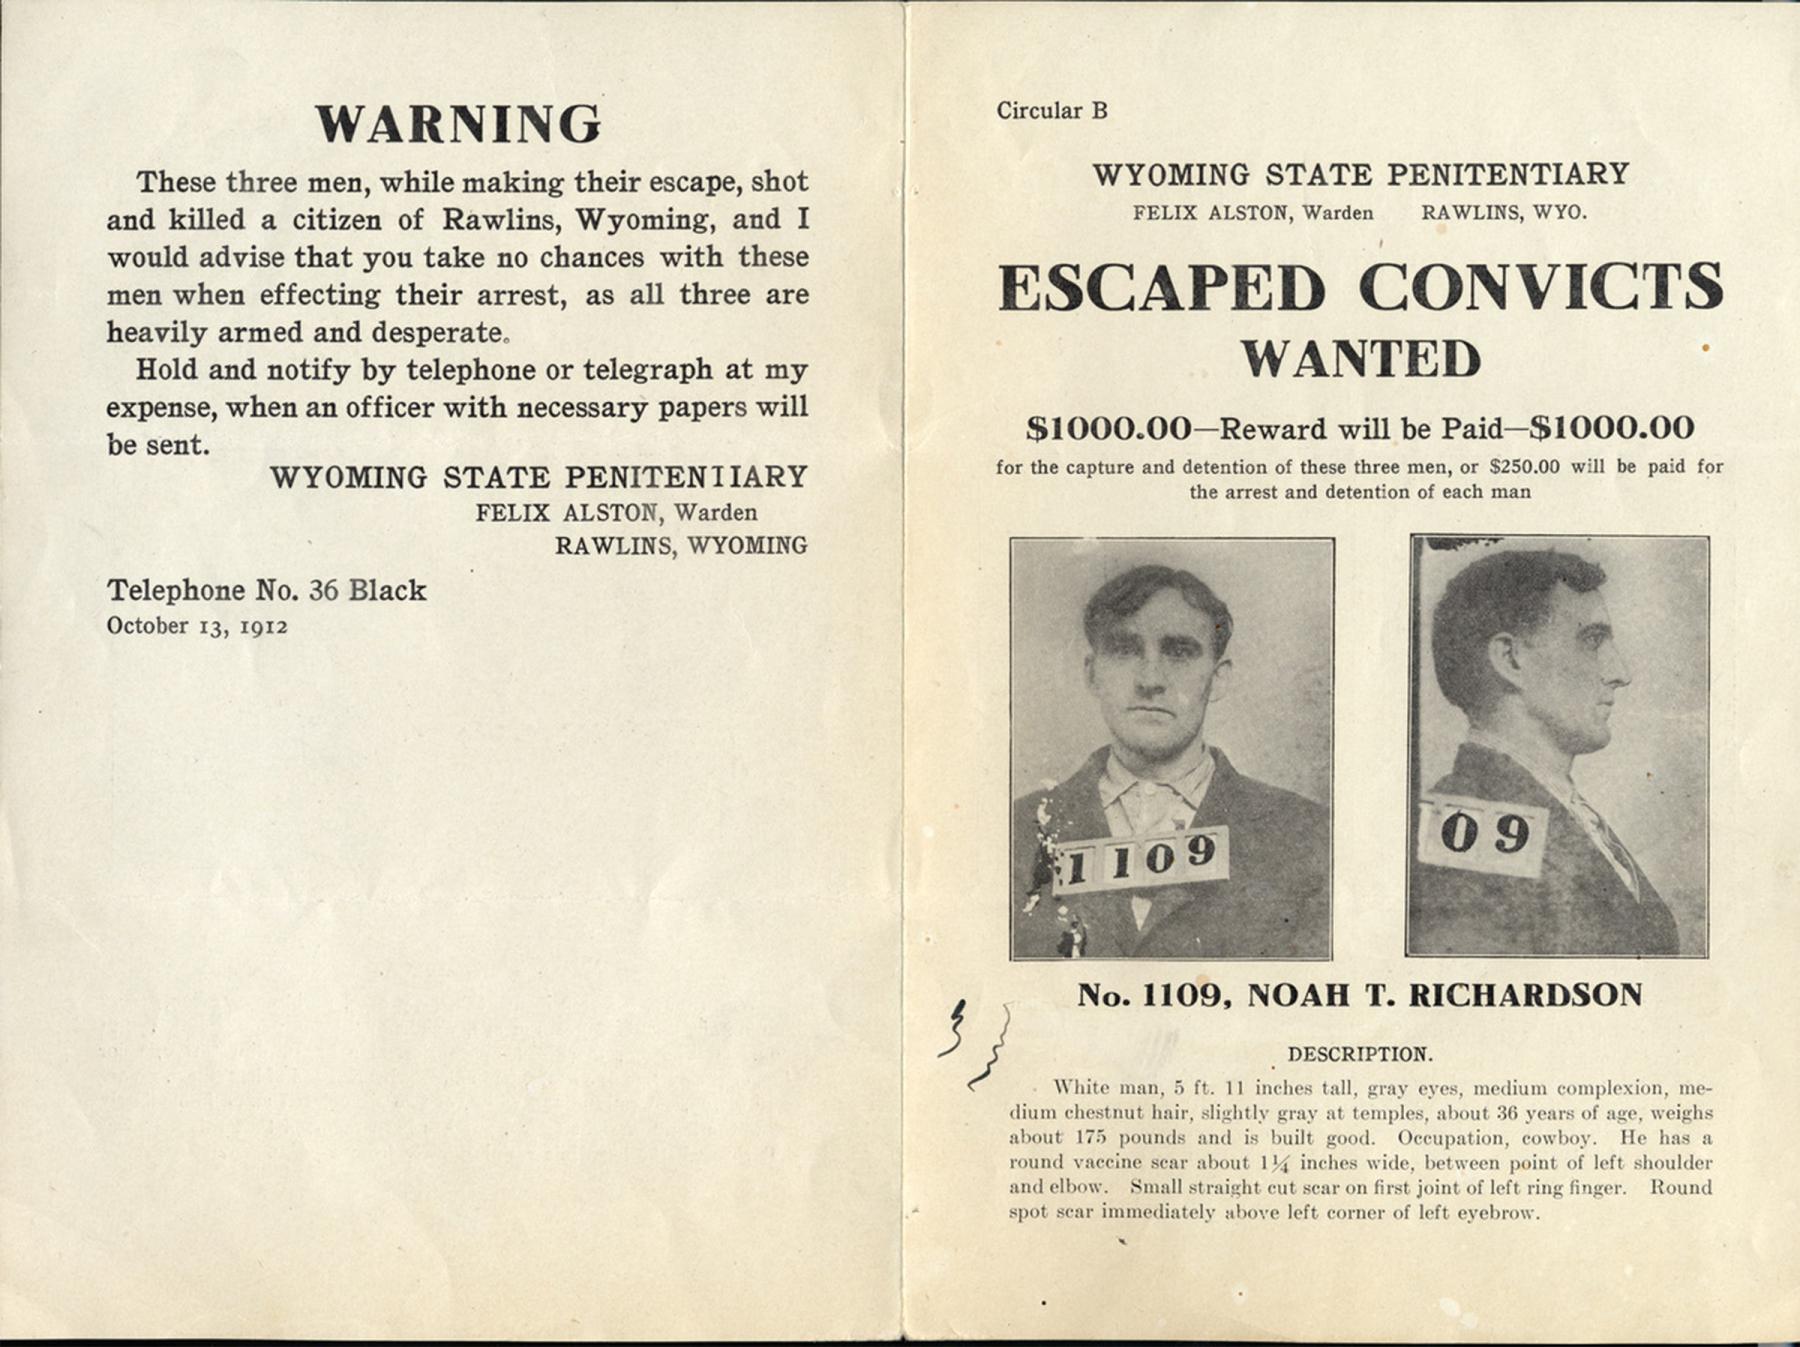 WARNING
These three men, while making their escape, shot
and killed a citizen of Rawlins, Wyoming, and I
would advise that you take no chances with these
men when effecting their arrest, as all three are
heavily armed and desperate.
Hold and notify by telephone or telegraph at my
expense, when an officer with necessary papers will
be sent.
WYOMING STATE PENITENIIARY
FELIX ALSTON, Warden
RAWLINS, WYOMING
Telephone No. 36 Black
October 13, 1912
Circular B
WYOMING STATE PENITENTIARY
FELIX ALSTON, Warden RAWLINS, WYO.
ESCAPED CONVICTS
WANTED
$1000.00—Reward will be Paid—$1000.00
for the capture and detention of these three men, or $250.00 will be paid for
the arrest and detention of each man
1109
09
No. 1109, NOAH T. RICHARDSON
DESCRIPTION.
White man, 5 ft. 11 inches tall, gray eyes, medium complexion, me-
dium chestnut hair, slightly gray at temples, about 36 years of age, weighs
about 175 pounds and is built good. Occupation, cowboy. He has a
round vaccine scar about 1¼ inches wide, between point of left shoulder
and elbow. Small straight cut scar on first joint of left ring finger. Round
spot scar immediately above left corner of left eyebrow.